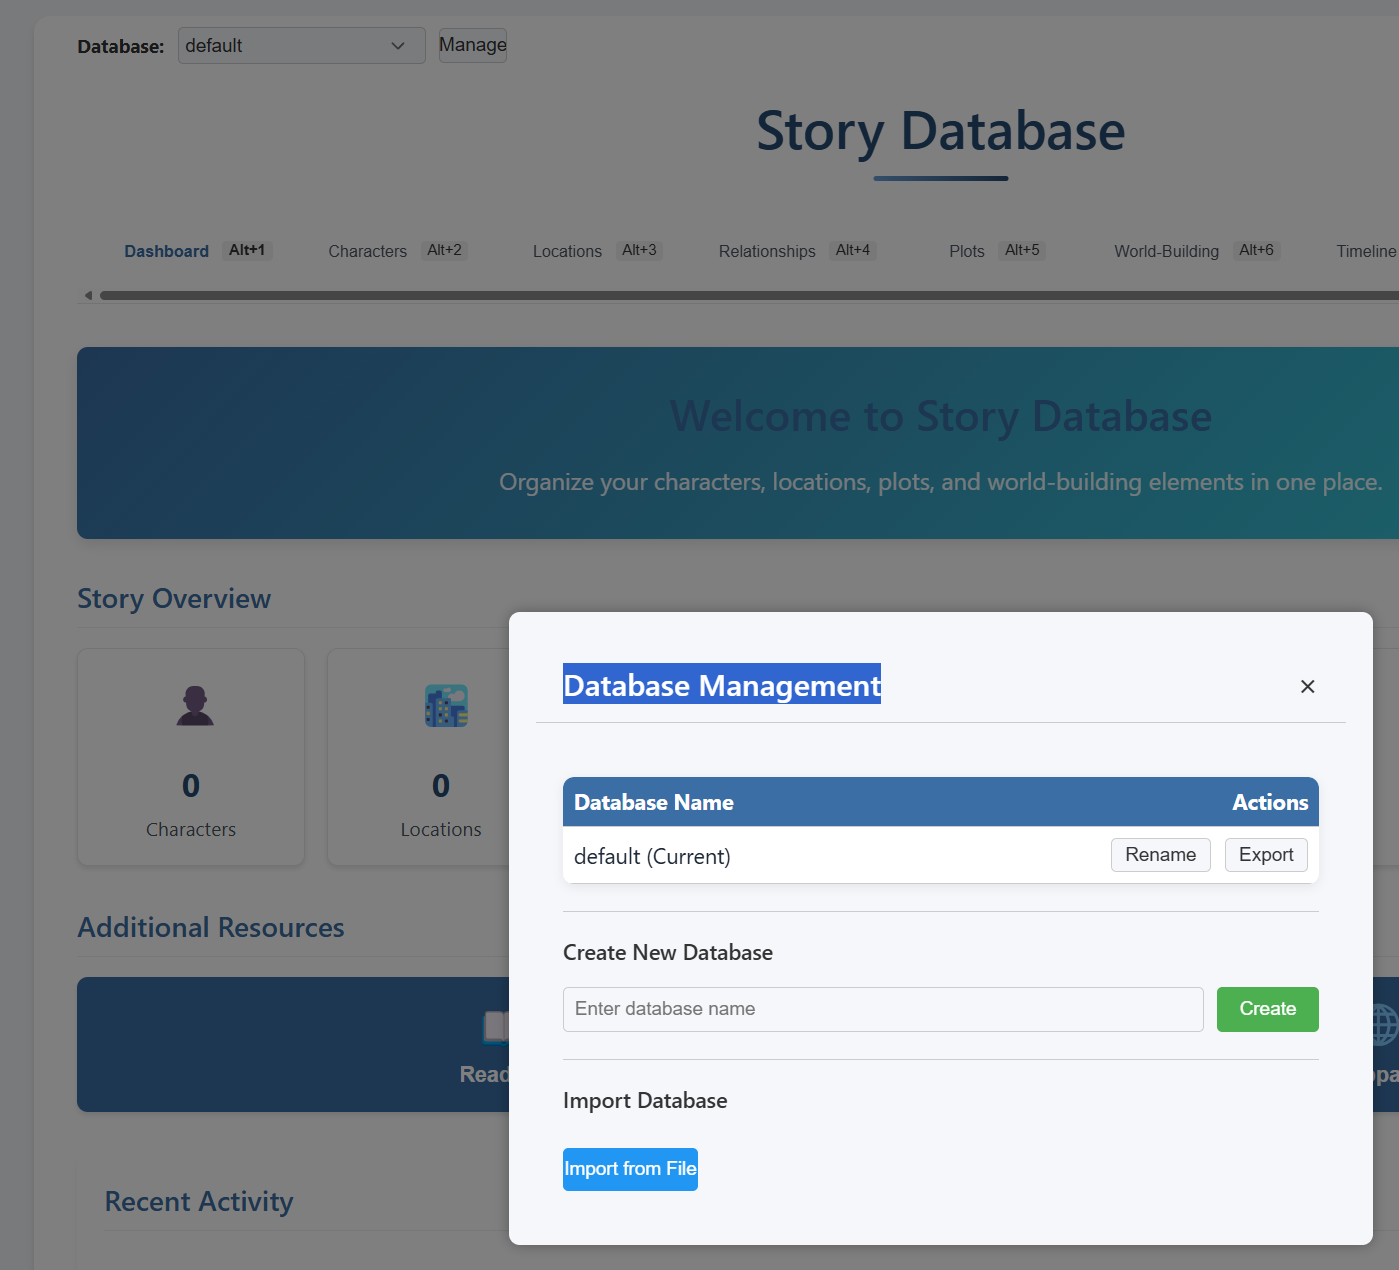 Database: default Manage
Story Database
Dashboard Alt+1 Characters Alt+2 Locations Alt+3 Relationships Alt+4 Plots Alt+5 World-Building Alt+6 Timeline
Welcome to Story Database
Organize your characters, locations, plots, and world-building elements in one place.
Story Overview
0
Characters
0
Locations
Additional Resources
Read
pa
Recent Activity
Database Management
×
Database Name Actions
default (Current) Rename Export
Create New Database
Enter database name Create
Import Database
Import from File